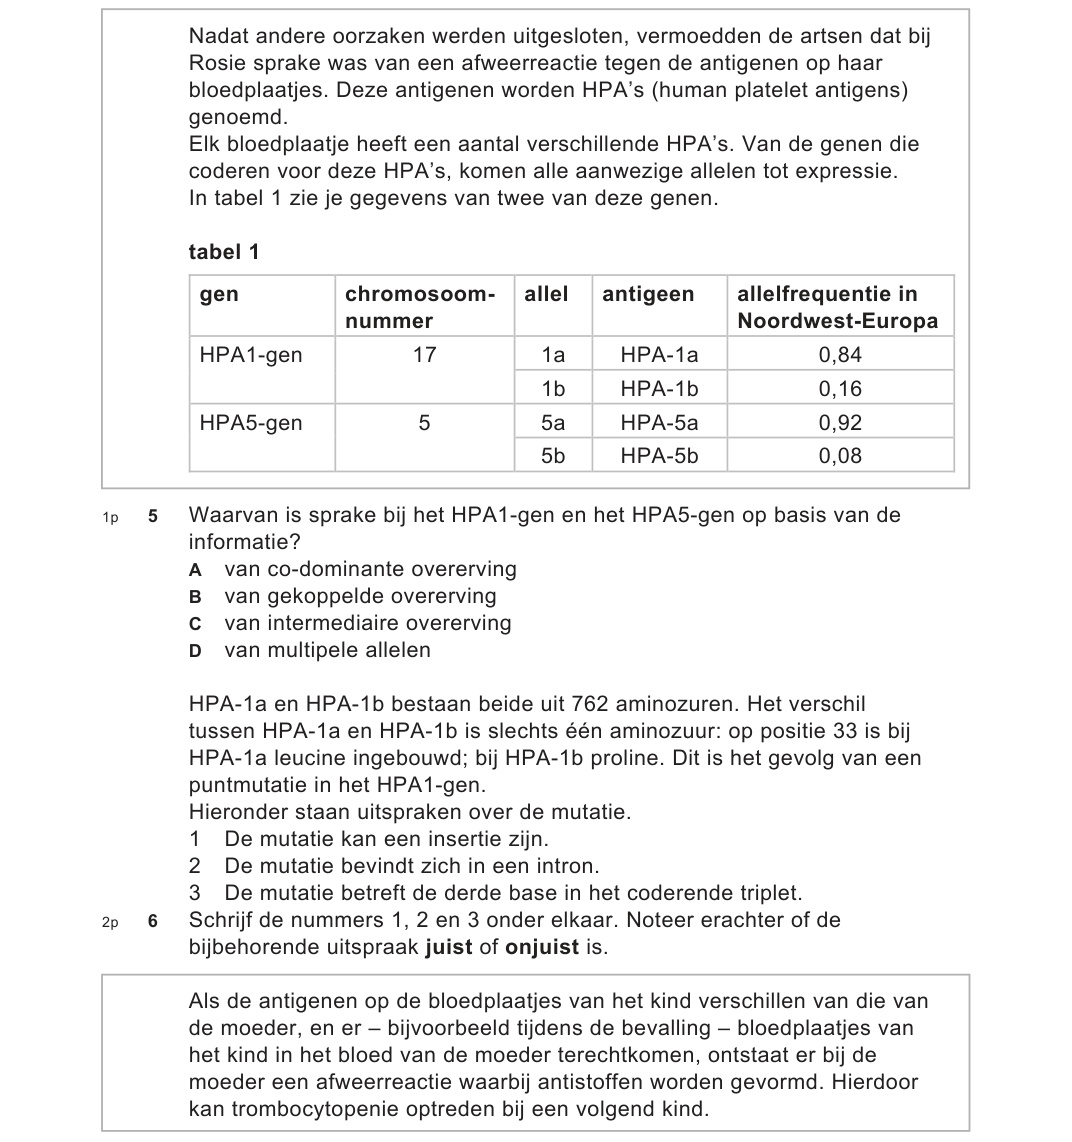 Nadat andere oorzaken werden uitgesloten, vermoedden de artsen dat bij
Rosie sprake was van een afweerreactie tegen de antigenen op haar
bloedplaatjes. Deze antigenen worden HPA's (human platelet antigens)
genoemd.
Elk bloedplaatje heeft een aantal verschillende HPA's. Van de genen die
coderen voor deze HPA's, komen alle aanwezige allelen tot expressie.
In tabel 1 zie je gegevens van twee van deze genen.
tabel 1
gen chromosoom- allel antigeen allelfrequentie in
nummer Noordwest-Europa
HPA1-gen 17 1a HPA-1a 0,84
1b HPA-1b 0,16
HPA5-gen 5 5a HPA-5a 0,92
5b HPA-5b 0,08
1p 5 Waarvan is sprake bij het HPA1-gen en het HPA5-gen op basis van de
informatie?
A van co-dominante overerving
B van gekoppelde overerving
C van intermediaire overerving
D van multipele allelen
HPA-1a en HPA-1b bestaan beide uit 762 aminozuren. Het verschil
tussen HPA-1a en HPA-1b is slechts één aminozuur: op positie 33 is bij
HPA-1a leucine ingebouwd; bij HPA-1b proline. Dit is het gevolg van een
puntmutatie in het HPA1-gen.
Hieronder staan uitspraken over de mutatie.
1 De mutatie kan een insertie zijn.
2 De mutatie bevindt zich in een intron.
3 De mutatie betreft de derde base in het coderende triplet.
2p 6 Schrijf de nummers 1, 2 en 3 onder elkaar. Noteer erachter of de
bijbehorende uitspraak juist of onjuist is.
Als de antigenen op de bloedplaatjes van het kind verschillen van die van
de moeder, en er – bijvoorbeeld tijdens de bevalling – bloedplaatjes van
het kind in het bloed van de moeder terechtkomen, ontstaat er bij de
moeder een afweerreactie waarbij antistoffen worden gevormd. Hierdoor
kan trombocytopenie optreden bij een volgend kind.